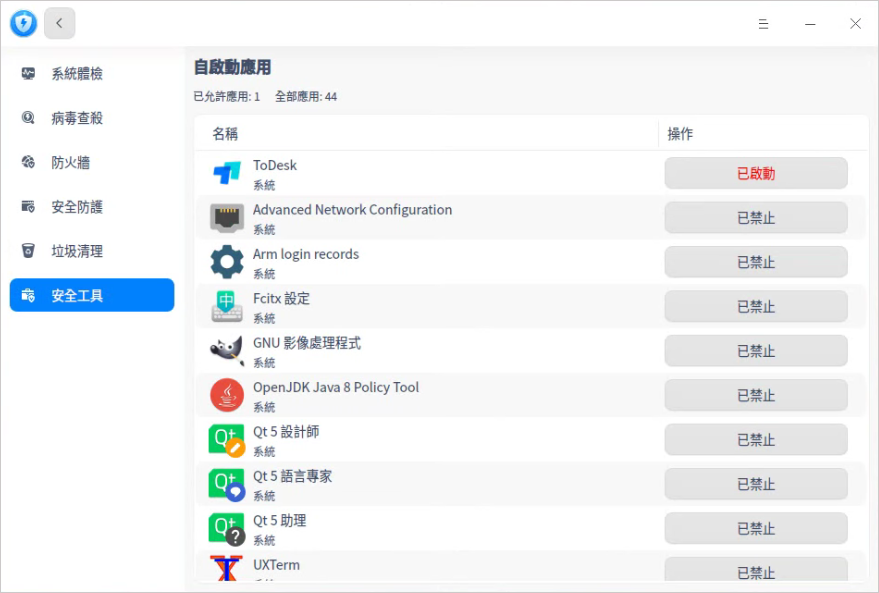 系統體檢
病毒查殺
防火牆
安全防護
垃圾清理
安全工具
自啟動應用
已允許應用: 1 全部應用: 44
名稱 操作
ToDesk
系統
已啟動
Advanced Network Configuration
系統
已禁止
Arm login records
系統
已禁止
Fcitx 設定
系統
已禁止
GNU 影像處理程式
系統
已禁止
OpenJDK Java 8 Policy Tool
系統
已禁止
Qt 5 設計師
系統
已禁止
Qt 5 語言專家
系統
已禁止
Qt 5 助理
系統
已禁止
UXTerm
已禁止